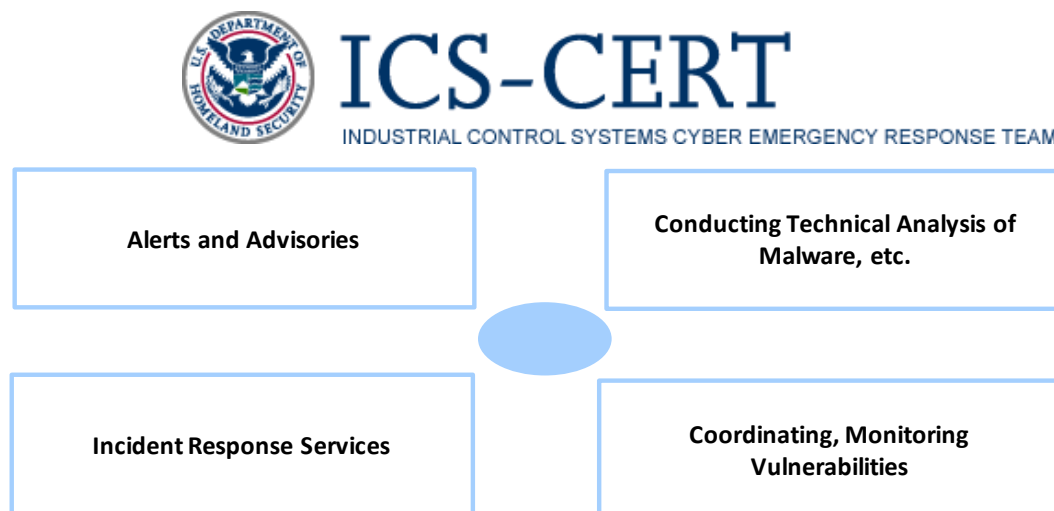 U.S. DEPARTMENT OF
HOMELAND SECURITY
ICS-CERT
INDUSTRIAL CONTROL SYSTEMS CYBER EMERGENCY RESPONSE TEAM
Alerts and Advisories
Conducting Technical Analysis of
Malware, etc.
Incident Response Services
Coordinating, Monitoring
Vulnerabilities